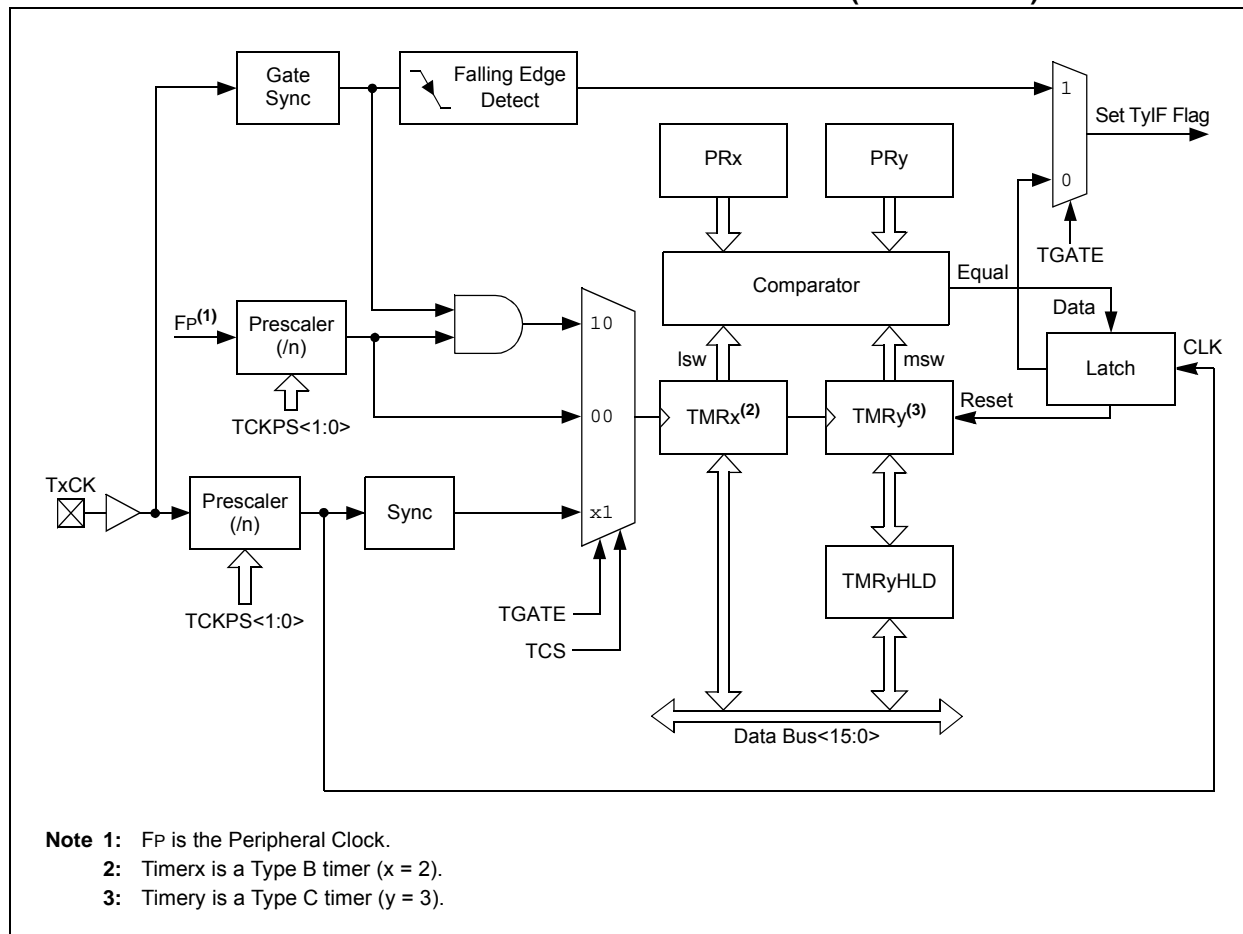 Gate
Sync
Falling Edge
Detect
1
Set TyIF Flag
0
TGATE
PRx
PRy
Comparator
Equal
Data
Latch
CLK
Reset
FP(1)
Prescaler
(/n)
TCKPS<1:0>
10
00
x1
lsw
msw
TMRx(2)
TMRy(3)
TxCK
Prescaler
(/n)
Sync
TCKPS<1:0>
TGATE
TCS
TMRyHLD
Data Bus<15:0>
Note 1: FP is the Peripheral Clock.
2: Timerx is a Type B timer (x = 2).
3: Timery is a Type C timer (y = 3).